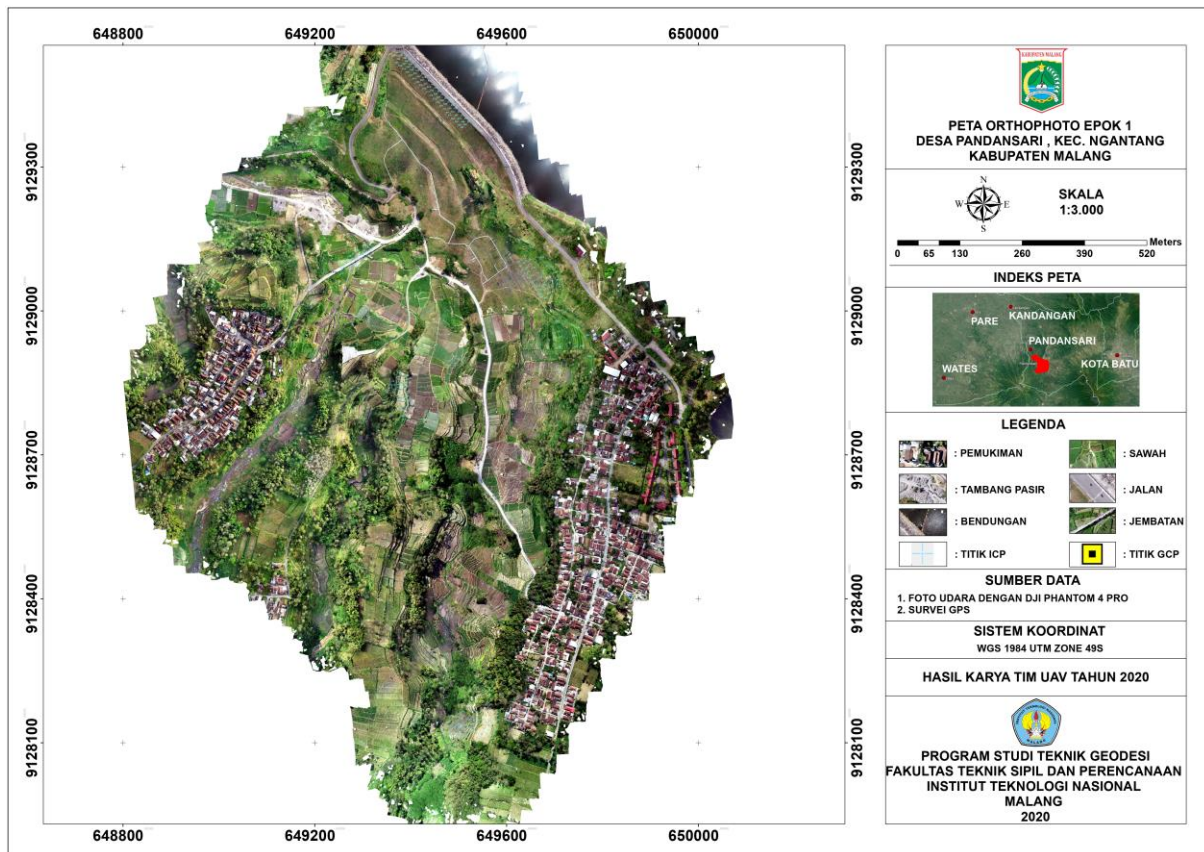 648800 649200 649600 650000
9129300 9129300
9129000 9129000
9128700 9128700
9128400 9128400
9128100 9128100
648800 649200 649600 650000
KABUPATEN MALANG
PETA ORTHOPHOTO EPOK 1
DESA PANDANSARI , KEC. NGANTANG
KABUPATEN MALANG
N
W E
S
SKALA
1:3.000
Meters
0 65 130 260 390 520
INDEKS PETA
KANDANGAN
PARE
PANDANSARI
KOTA BATU
WATES
LEGENDA
: PEMUKIMAN : SAWAH
: TAMBANG PASIR : JALAN
: BENDUNGAN : JEMBATAN
: TITIK ICP : TITIK GCP
SUMBER DATA
1. FOTO UDARA DENGAN DJI PHANTOM 4 PRO
2. SURVEI GPS
SISTEM KOORDINAT
WGS 1984 UTM ZONE 49S
HASIL KARYA TIM UAV TAHUN 2020
MALANG
PROGRAM STUDI TEKNIK GEODESI
FAKULTAS TEKNIK SIPIL DAN PERENCANAAN
INSTITUT TEKNOLOGI NASIONAL
MALANG
2020